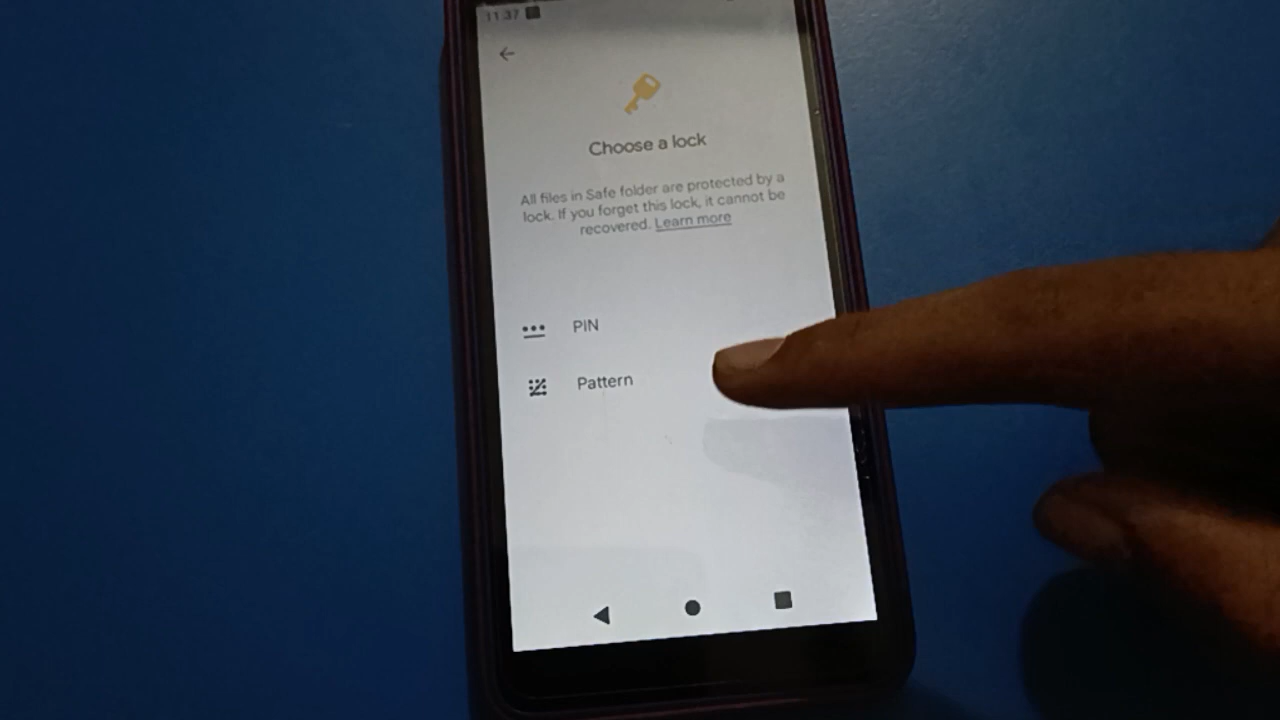 11:37
Choose a lock
All files in Safe folder are protected by a
lock. If you forget this lock, it cannot be
recovered. Learn more
PIN
Pattern